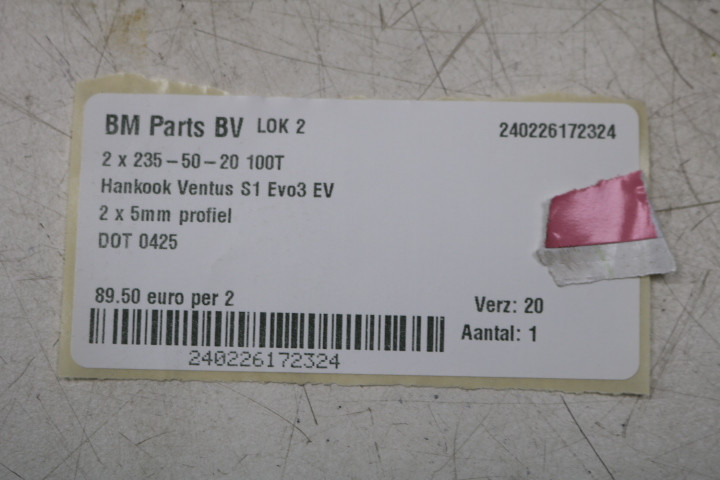 BM Parts BV LOK 2 240226172324
2 x 235-50-20 100T
Hankook Ventus S1 Evo3 EV
2 x 5mm profiel
DOT 0425
89.50 euro per 2 Verz: 20
Aantal: 1
240226172324